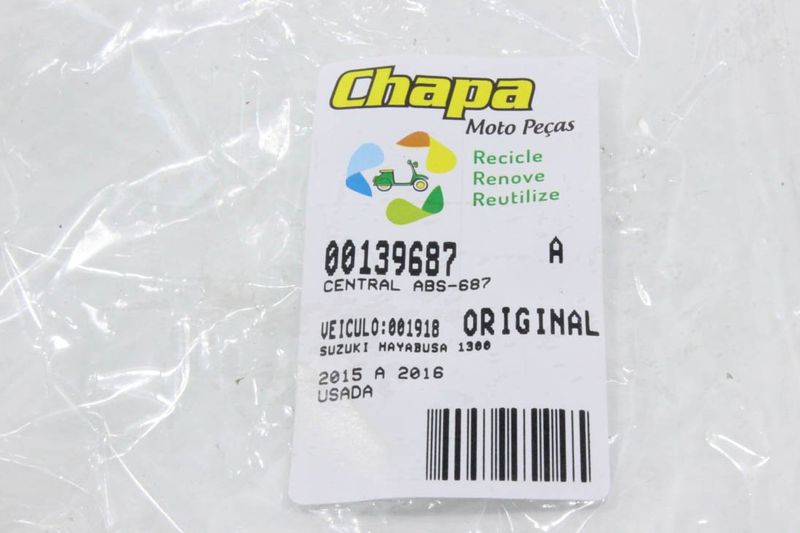 Chapa
Moto Peças
Recicle
Renove
Reutilize
00139687 A
CENTRAL ABS-687
VEICULO:001918 ORIGINAL
SUZUKI HAYABUSA 1300
2015 A 2016
USADA